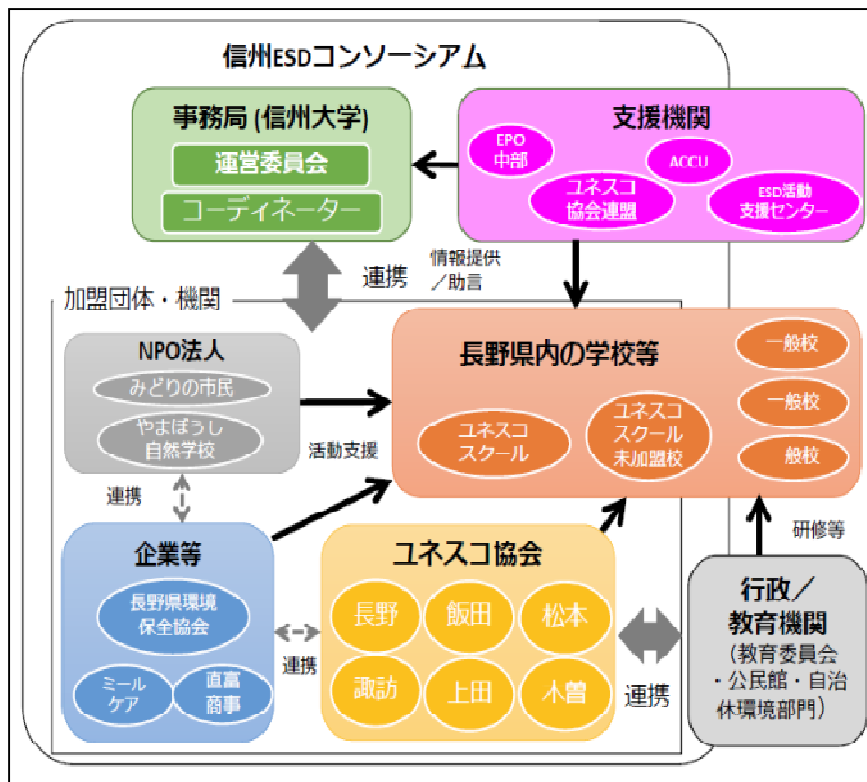 信州ESDコンソーシアム
事務局 (信州大学)
運営委員会
コーディネーター
支援機関
EPO
中部
ACCU
ユネスコ
協会連盟
ESD活動
支援センター
連携
情報提供
／助言
加盟団体・機関
NPO法人
みどりの市民
やまぼうし
自然学校
活動支援
長野県内の学校等
ユネスコ
スクール
ユネスコ
スクール
未加盟校
一般校
一般校
般校
連携
企業等
長野県環境
保全協会
ミール
ケア
直富
商事
連携
ユネスコ協会
長野
飯田
松本
諏訪
上田
木曽
連携
研修等
行政／
教育機関
（教育委員会
・公民館・自治
体環境部門）